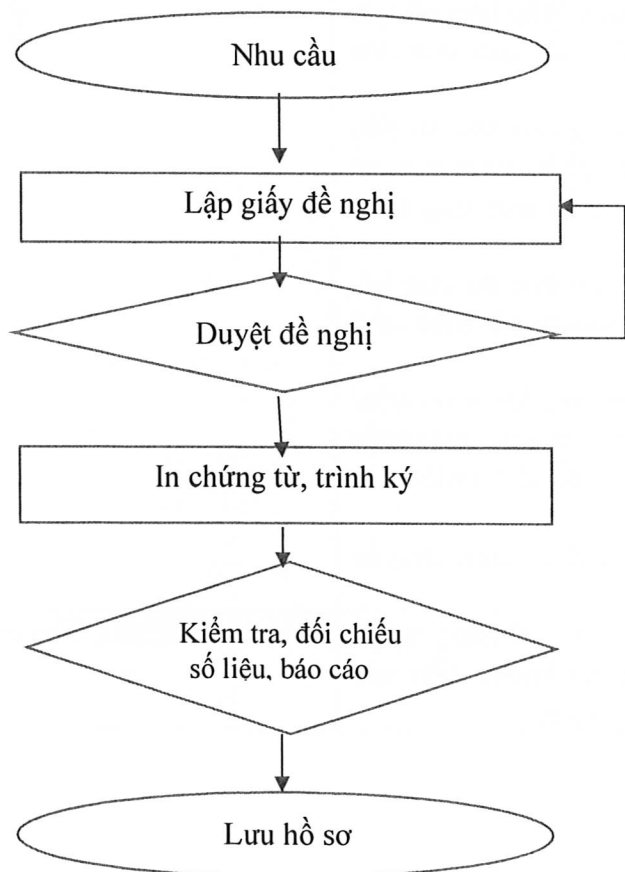 Nhu cầu
Lập giấy đề nghị
Duyệt đề nghị
In chứng từ, trình ký
Kiểm tra, đối chiếu
số liệu, báo cáo
Lưu hồ sơ